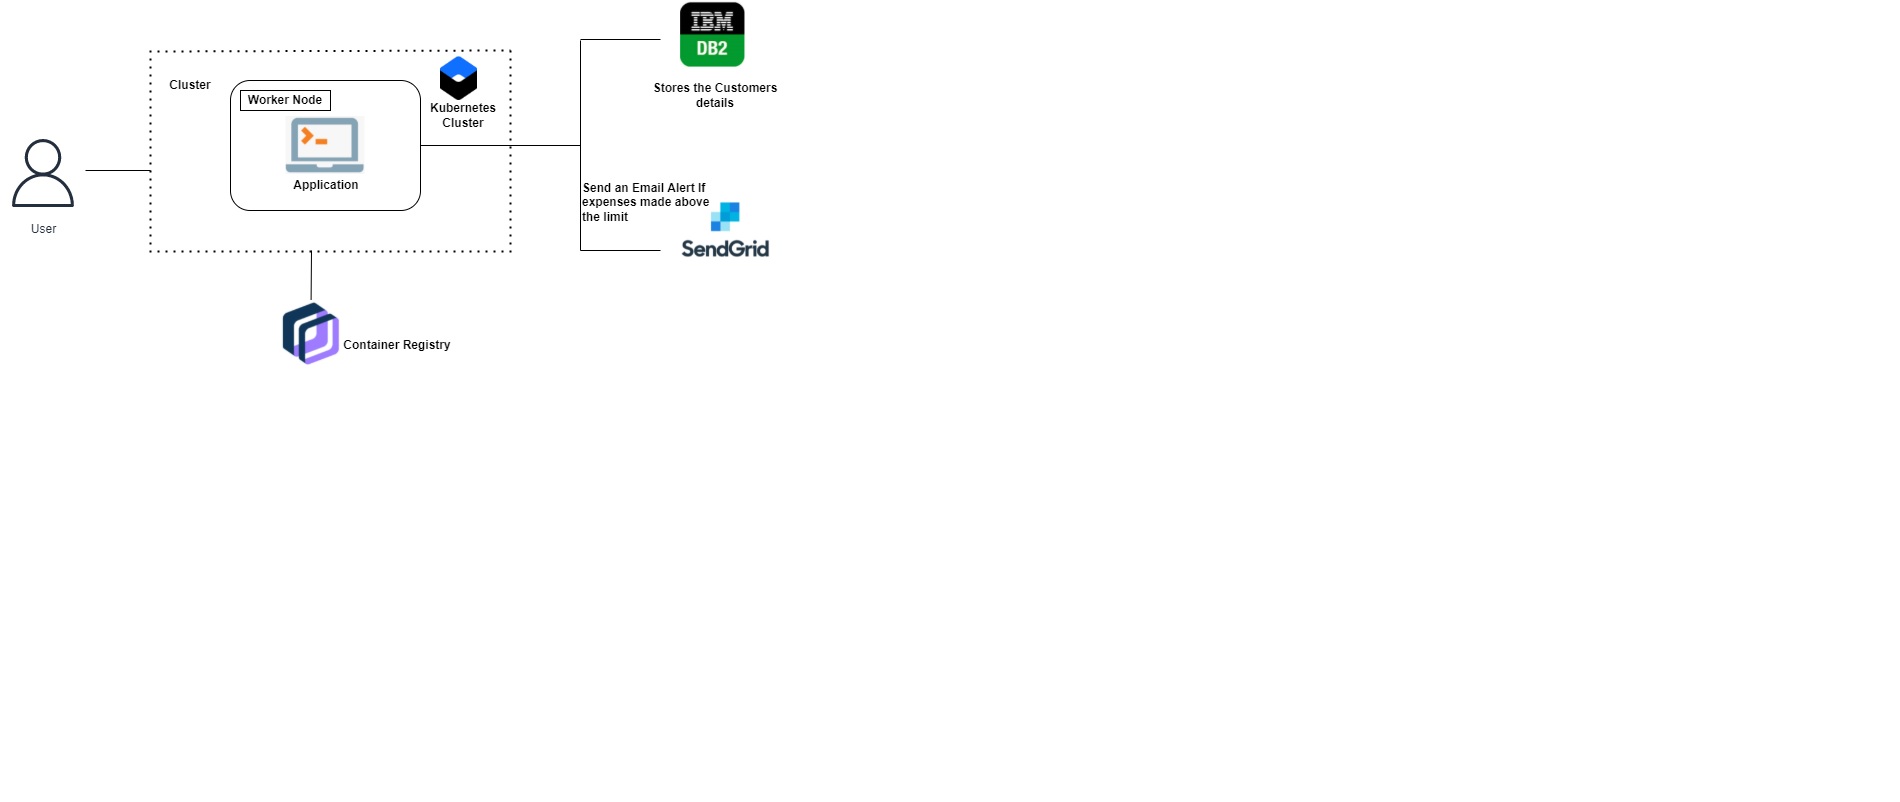 IBM
DB2
Stores the Customers
details
Cluster
Worker Node
Kubernetes
Cluster
Application
User
Send an Email Alert If
expenses made above
the limit
SendGrid
Container Registry